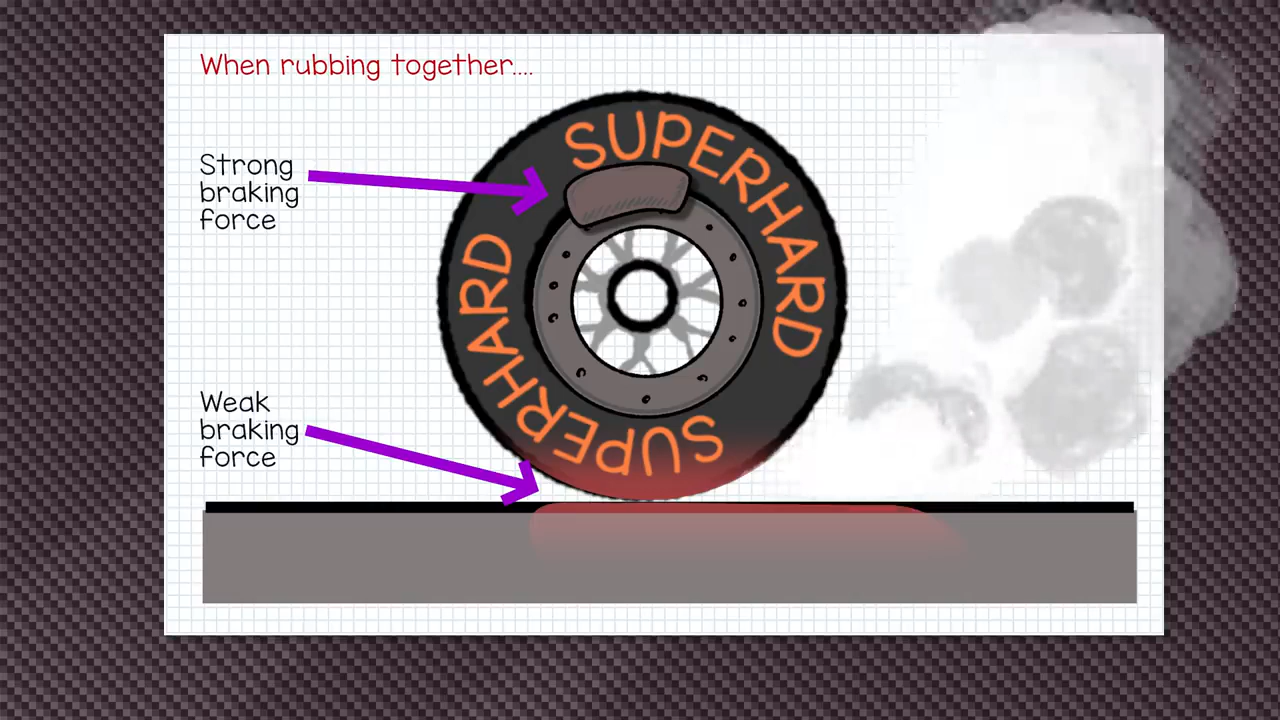 When rubbing together....
Strong
braking
force
SUPERHARD
SUPERHARD
Weak
braking
force